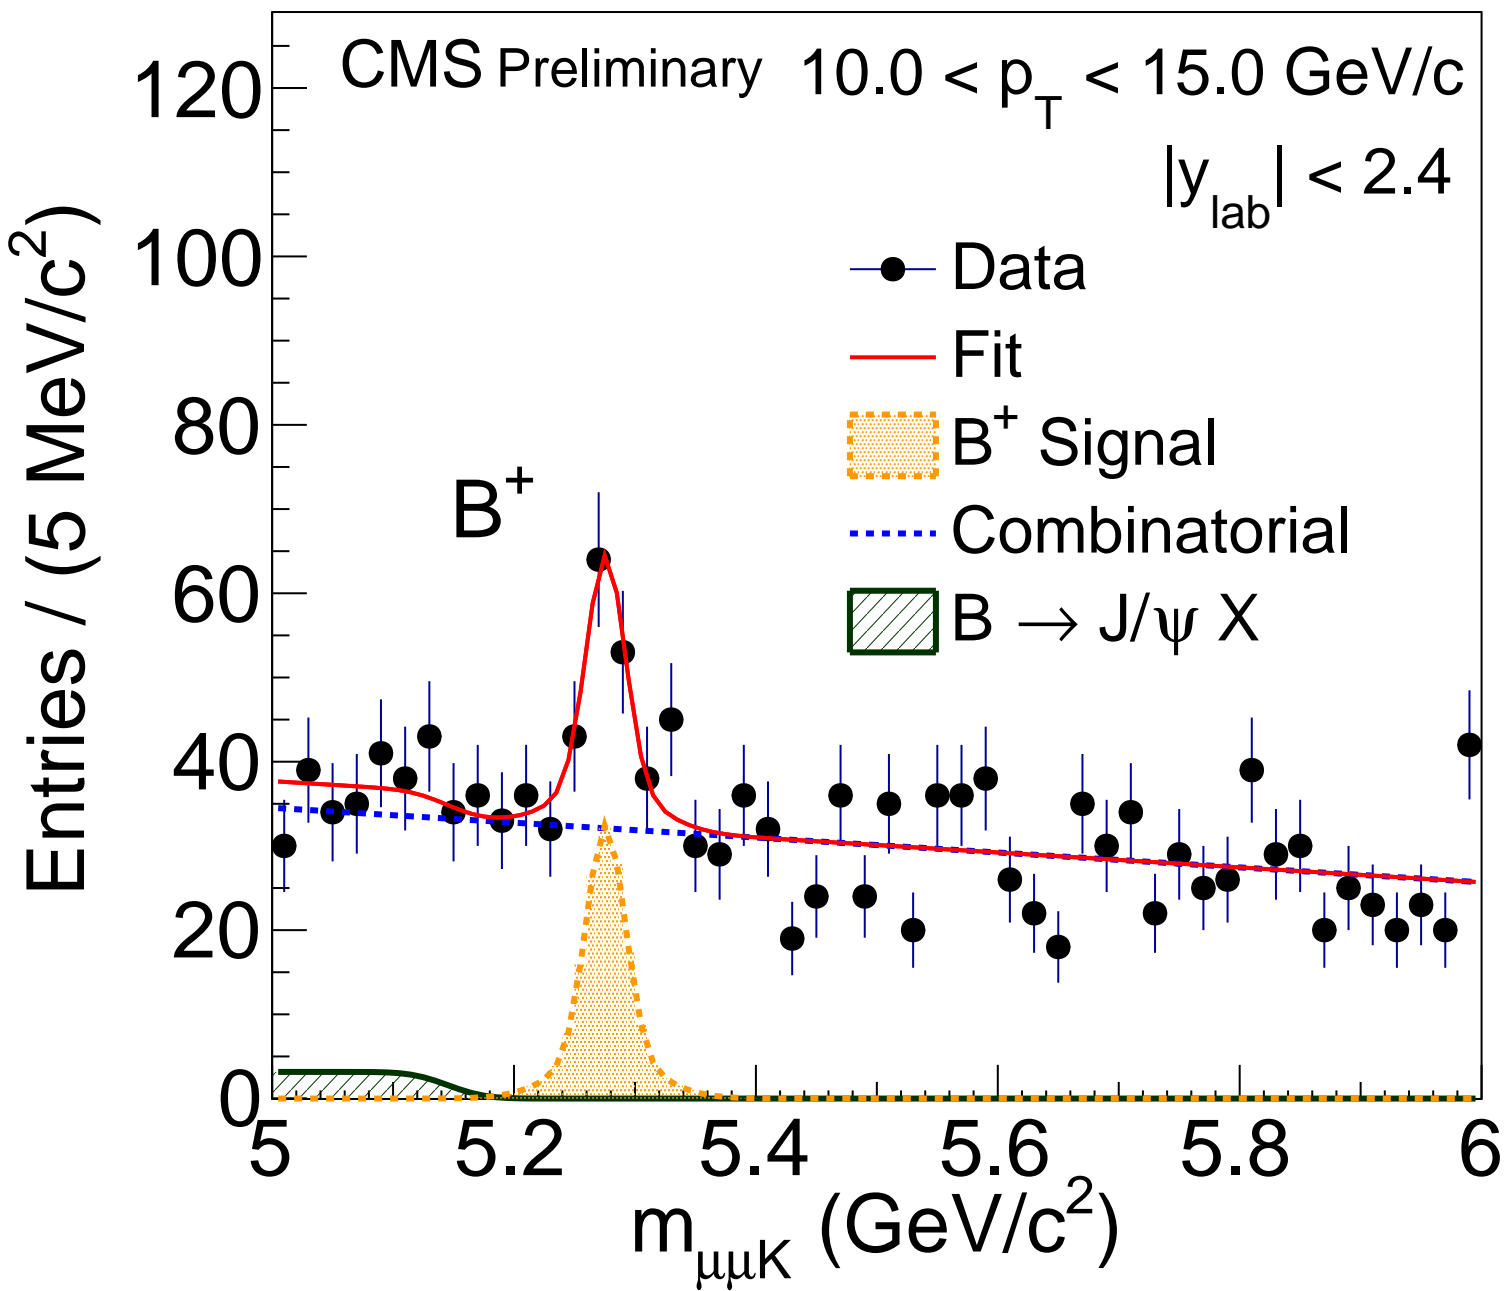 CMS Preliminary 10.0 < p_T < 15.0 GeV/c
|y_lab| < 2.4
Data
Fit
B⁺ Signal
Combinatorial
B → J/ψ X
B⁺
Entries / (5 MeV/c²)
120
100
80
60
40
20
0
5 5.2 5.4 5.6 5.8 6
m_μμK (GeV/c²)